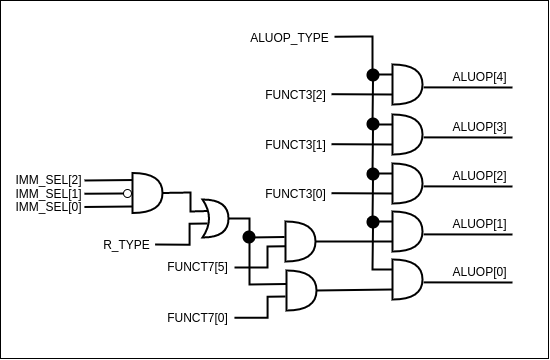 ALUOP_TYPE
ALUOP[4]
FUNCT3[2]
ALUOP[3]
FUNCT3[1]
ALUOP[2]
IMM_SEL[2]
IMM_SEL[1]
FUNCT3[0]
IMM_SEL[0]
ALUOP[1]
R_TYPE
FUNCT7[5]
ALUOP[0]
FUNCT7[0]